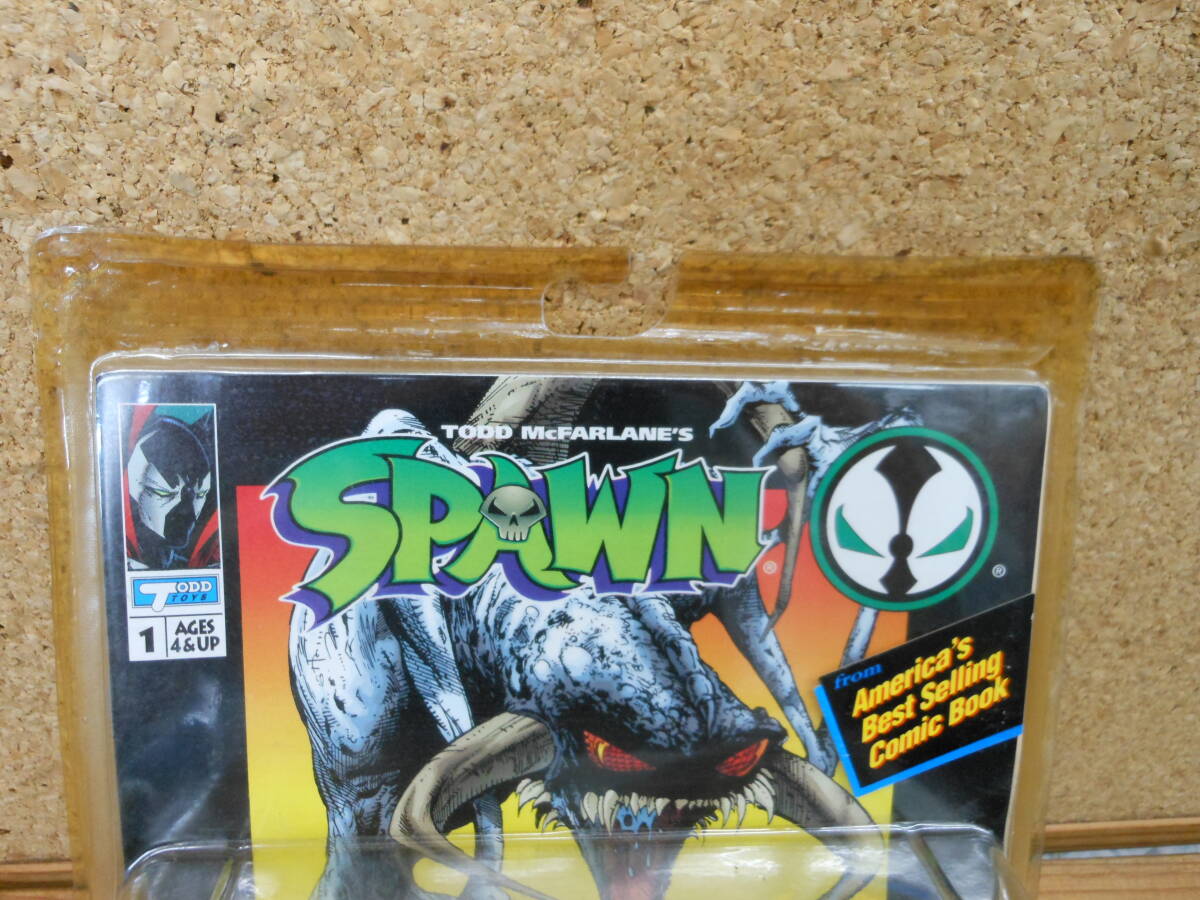 TODD McFARLANE'S
SPAWN
®
®
TODD
TOYS
1
AGES
4 & UP
from
America's
Best Selling
Comic Book